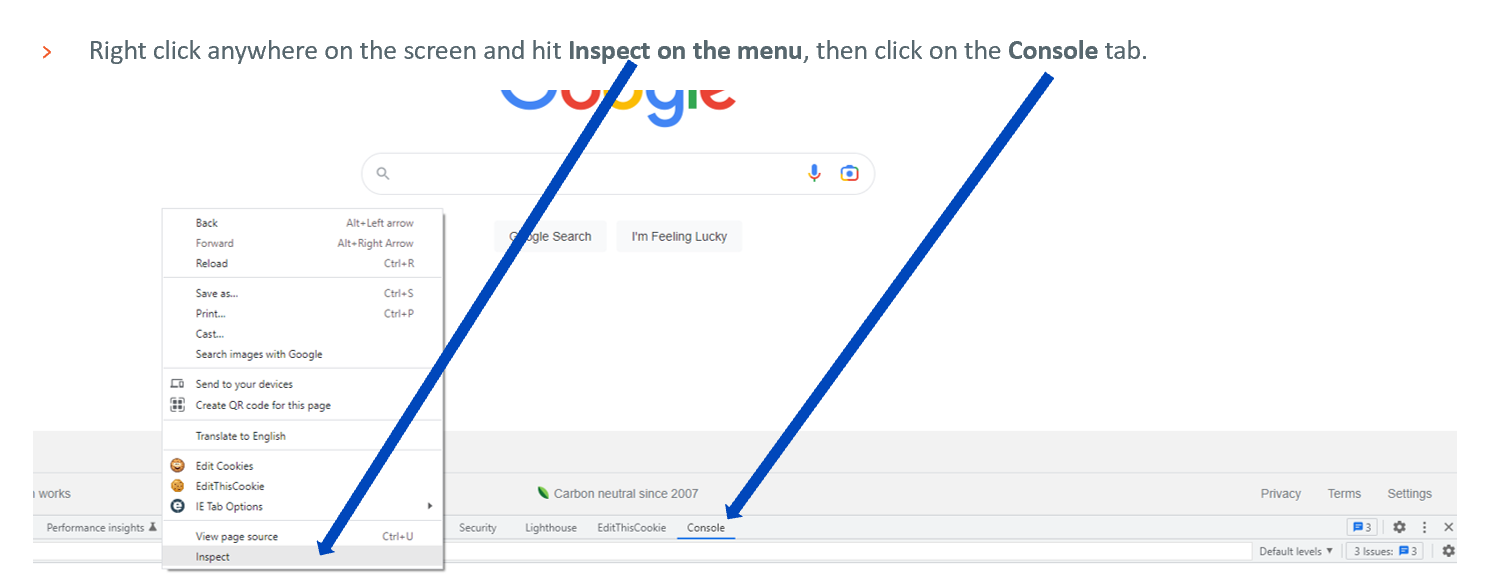 > Right click anywhere on the screen and hit Inspect on the menu, then click on the Console tab.
Google
Google Search I'm Feeling Lucky
Back Alt+Left arrow
Forward Alt+Right Arrow
Reload Ctrl+R
Save as... Ctrl+S
Print... Ctrl+P
Cast...
Search images with Google
Send to your devices
Create QR code for this page
Translate to English
Edit Cookies
EditThisCookie
IE Tab Options
View page source Ctrl+U
Inspect
works Carbon neutral since 2007 Privacy Terms Settings
Performance insights Security Lighthouse EditThisCookie Console 3
Default levels ▼ 3 Issues: 3